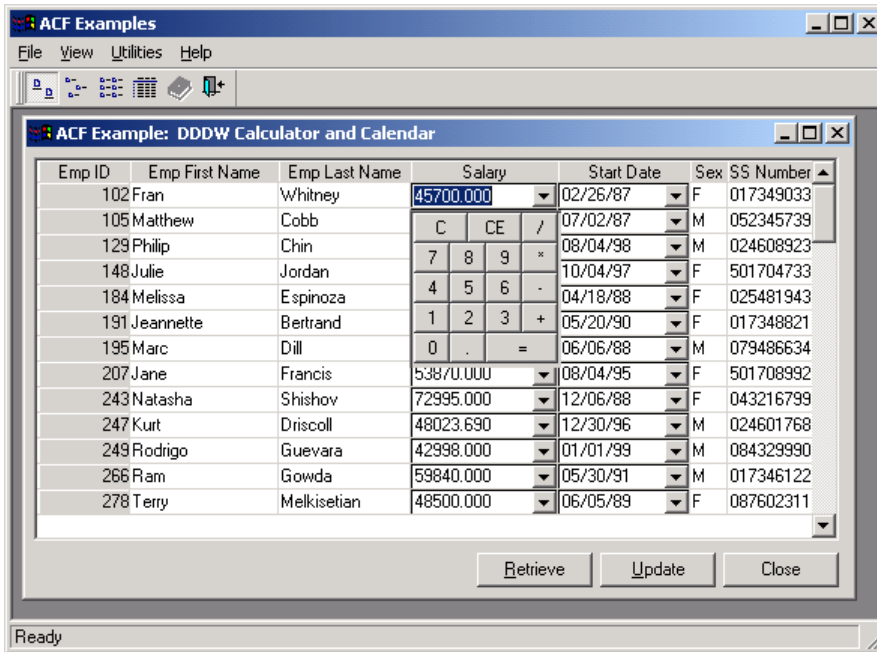 ACF Examples
File View Utilities Help
ACF Example: DDDW Calculator and Calendar
Emp ID Emp First Name Emp Last Name Salary Start Date Sex SS Number
102 Fran Whitney 45700.000 02/26/87 F 017349033
105 Matthew Cobb 07/02/87 M 052345739
129 Philip Chin 08/04/98 M 024608923
148 Julie Jordan 10/04/97 F 501704733
184 Melissa Espinoza 04/18/88 F 025481943
191 Jeannette Bertrand 05/20/90 F 017348821
195 Marc Dill 06/06/88 M 079486634
C CE /
7 8 9 *
4 5 6 -
1 2 3 +
0 . =
207 Jane Francis 53870.000 08/04/95 F 501708992
243 Natasha Shishov 72995.000 12/06/88 F 043216799
247 Kurt Driscoll 48023.690 12/30/96 M 024601768
249 Rodrigo Guevara 42998.000 01/01/99 M 084329990
266 Ram Gowda 59840.000 05/30/91 M 017346122
278 Terry Melkisetian 48500.000 06/05/89 F 087602311
Retrieve Update Close
Ready